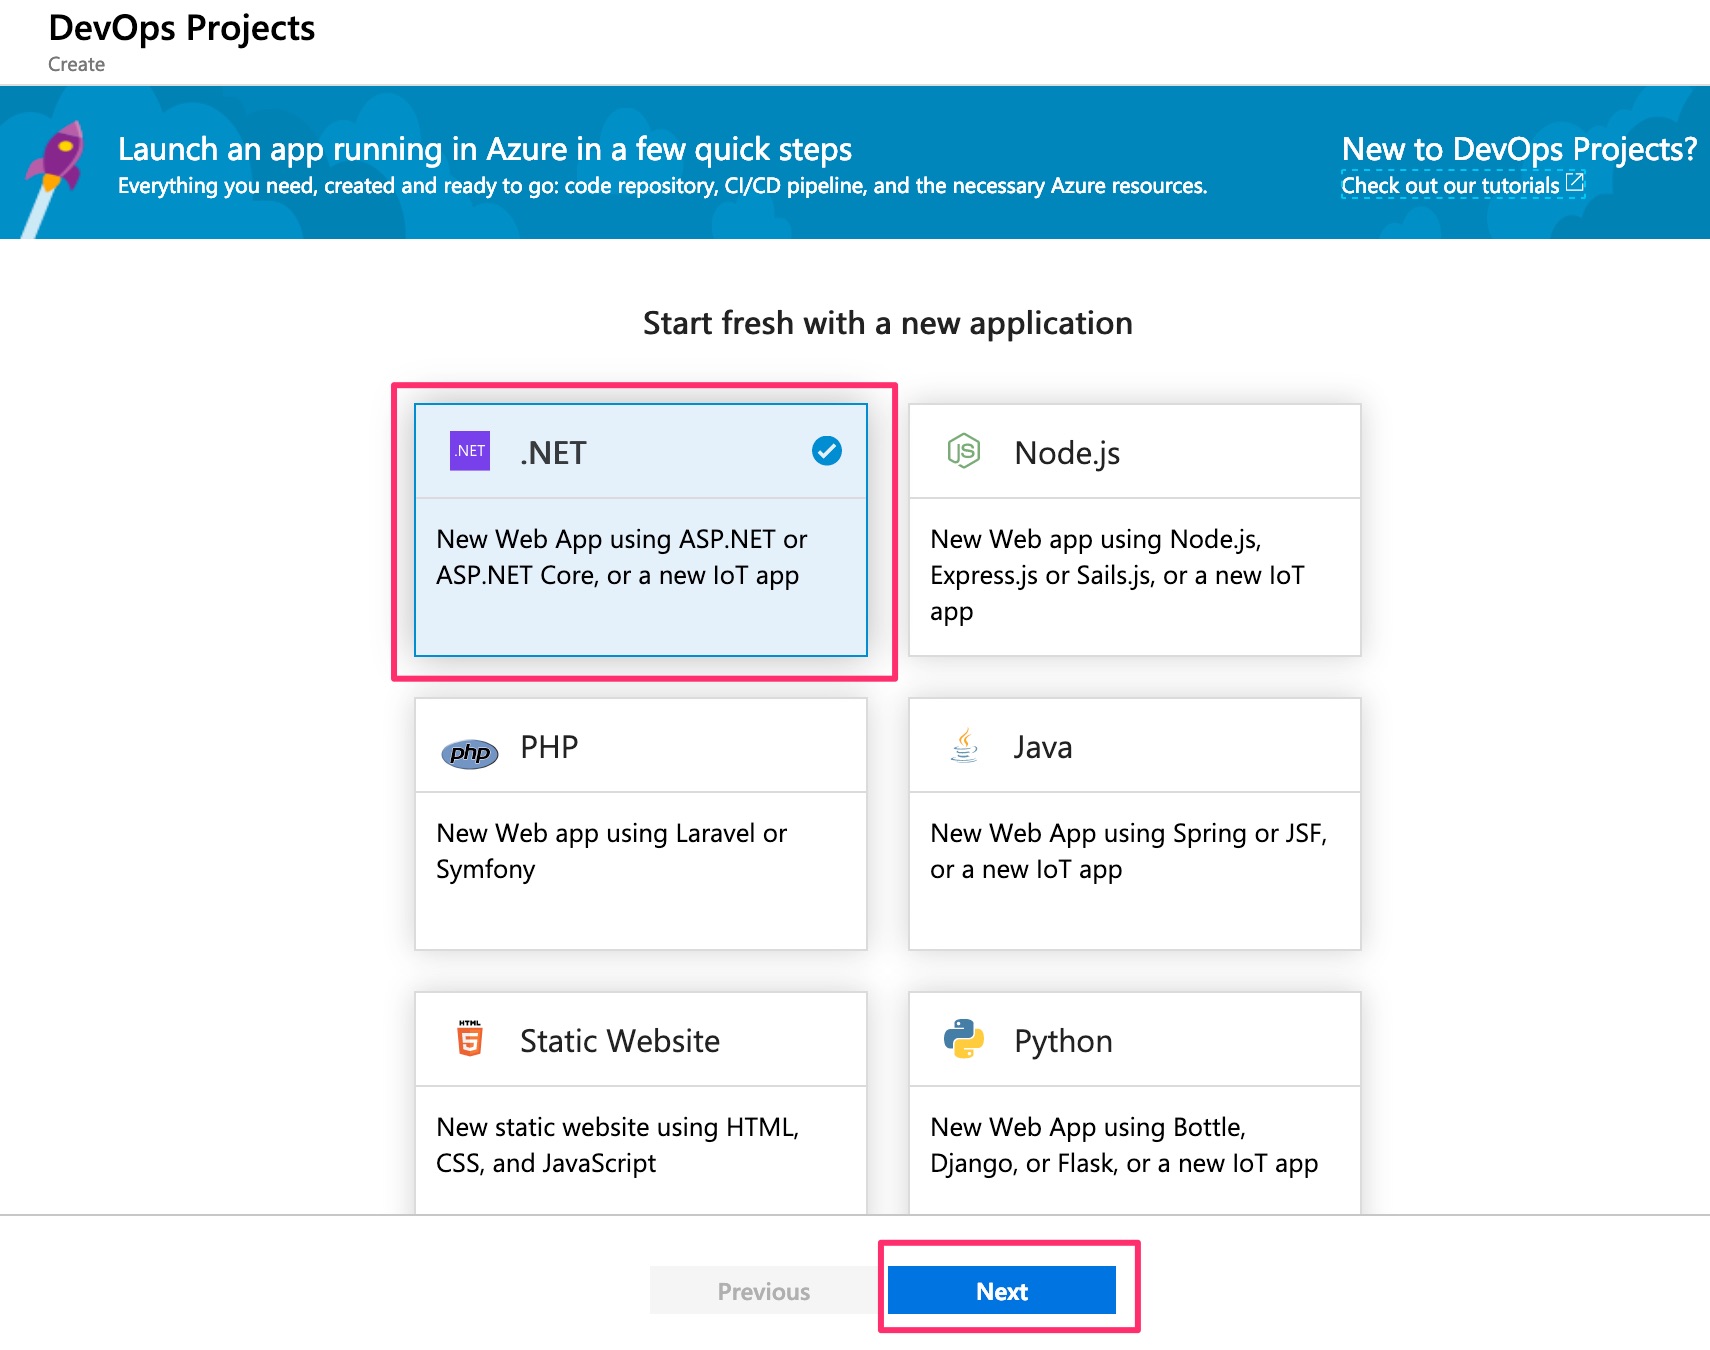 DevOps Projects
Create
Launch an app running in Azure in a few quick steps
Everything you need, created and ready to go: code repository, CI/CD pipeline, and the necessary Azure resources.
New to DevOps Projects?
Check out our tutorials
Start fresh with a new application
.NET
.NET
New Web App using ASP.NET or
ASP.NET Core, or a new IoT app
JS
Node.js
New Web app using Node.js,
Express.js or Sails.js, or a new IoT
app
php
PHP
New Web app using Laravel or
Symfony
Java
New Web App using Spring or JSF,
or a new IoT app
HTML
5
Static Website
New static website using HTML,
CSS, and JavaScript
Python
New Web App using Bottle,
Django, or Flask, or a new IoT app
Previous
Next